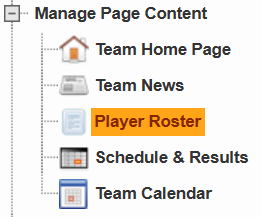 Manage Page Content
Team Home Page
Team News
Player Roster
Schedule & Results
Team Calendar